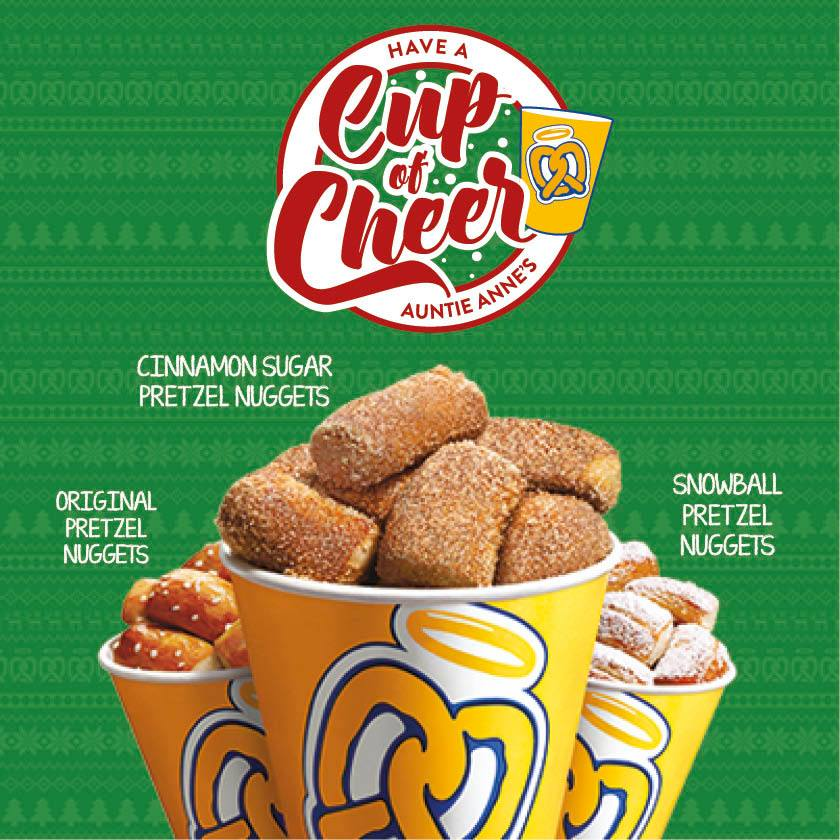 HAVE A
Cup
of
Cheer
AUNTIE ANNE'S
CINNAMON SUGAR
PRETZEL NUGGETS
ORIGINAL
PRETZEL
NUGGETS
SNOWBALL
PRETZEL
NUGGETS